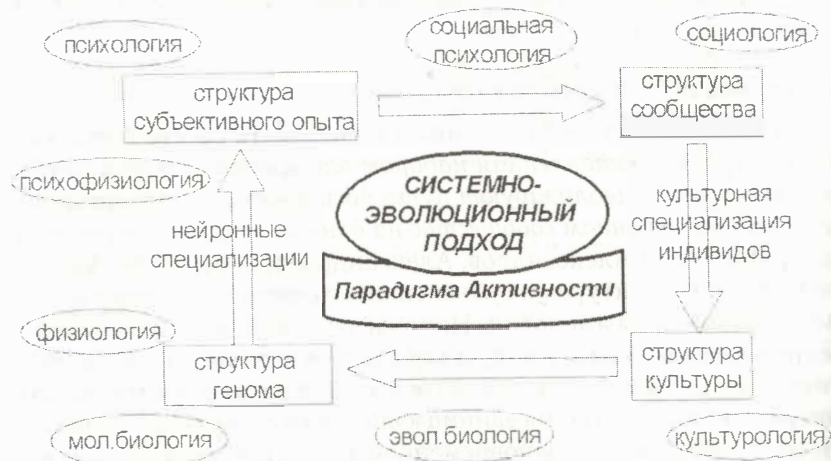 психология
социальная
психология
социология
структура
субъективного опыта
структура
сообщества
психофизиология
нейронные
специализации
СИСТЕМНО-
ЭВОЛЮЦИОННЫЙ
ПОДХОД
Парадигма Активности
культурная
специализация
индивидов
физиология
структура
генома
структура
культуры
мол.биология
эвол.биология
культурология